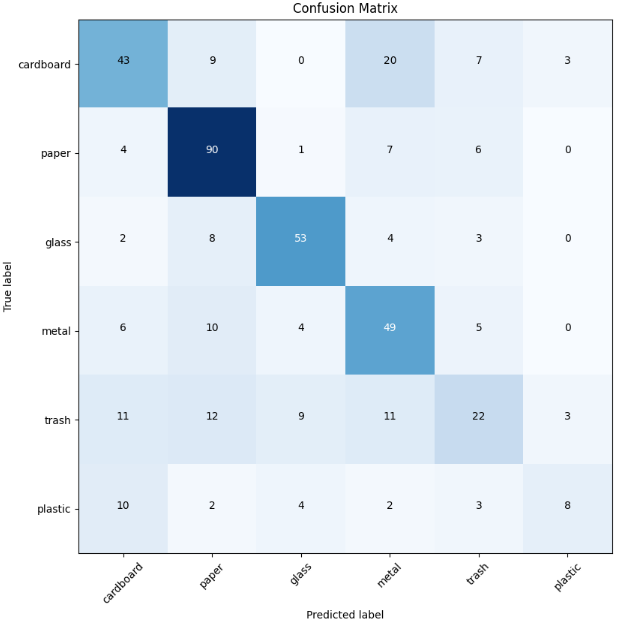 Confusion Matrix
cardboard 43 9 0 20 7 3
paper 4 90 1 7 6 0
glass 2 8 53 4 3 0
metal 6 10 4 49 5 0
trash 11 12 9 11 22 3
plastic 10 2 4 2 3 8
cardboard paper glass metal trash plastic
Predicted label
True label